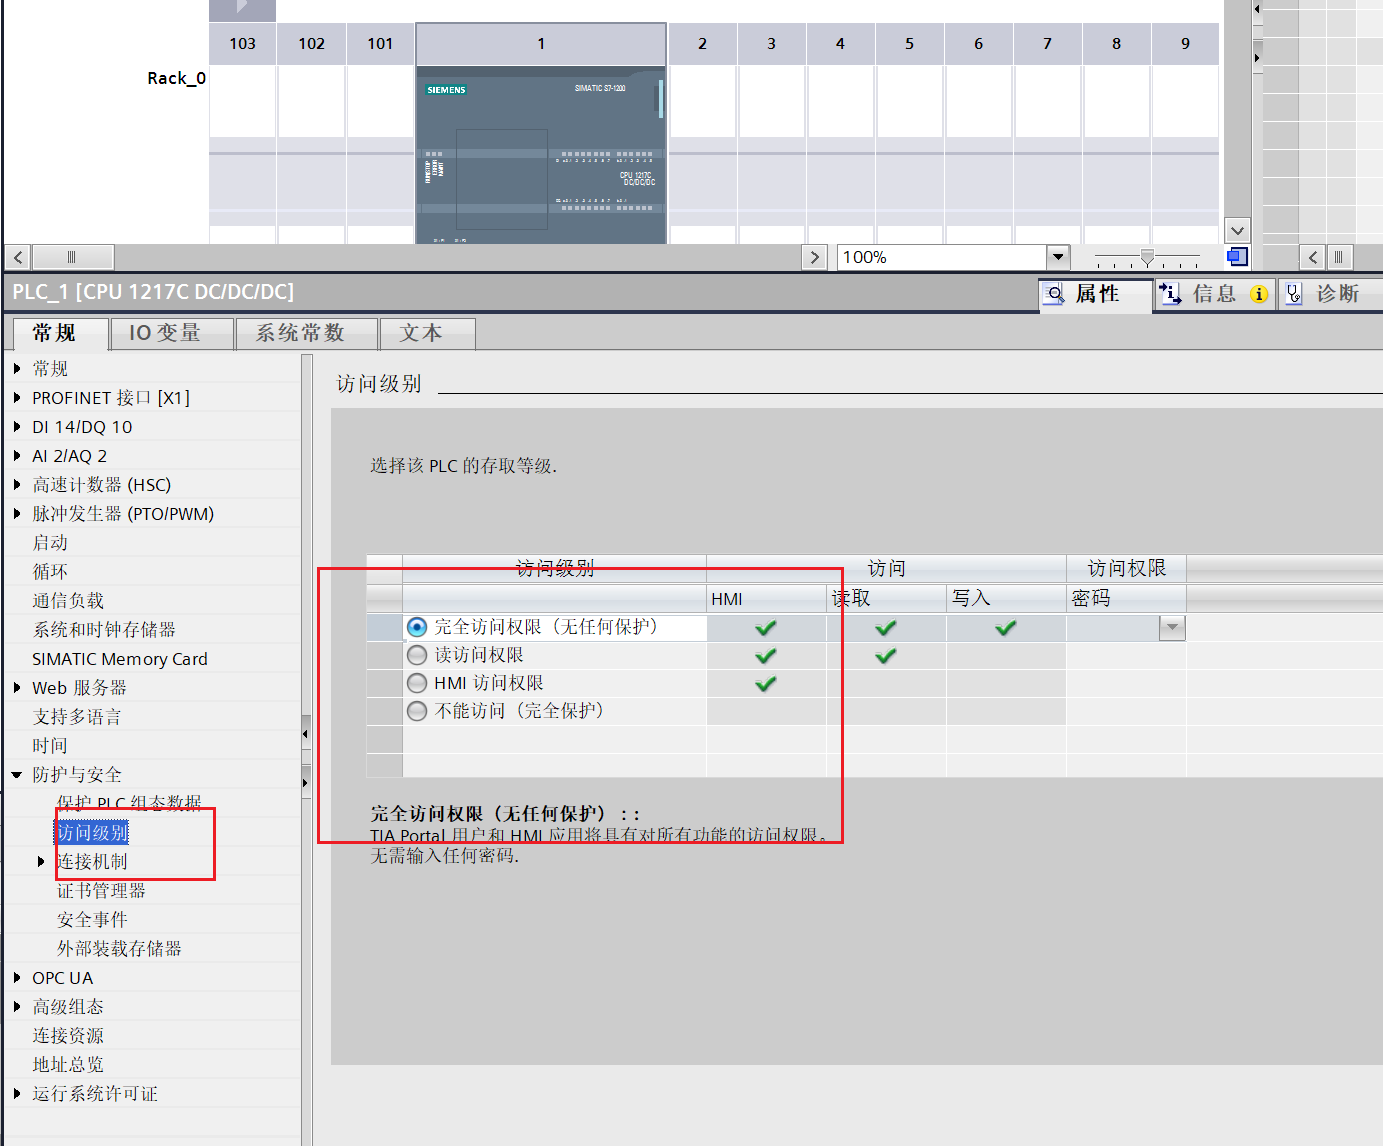 103 102 101 1 2 3 4 5 6 7 8 9
Rack_0
SIEMENS
SIMATIC S7-1200
CPU 1217C
DC/DC/DC
100%
PLC_1 [CPU 1217C DC/DC/DC]
属性 信息 诊断
常规 IO 变量 系统常数 文本
常规
PROFINET 接口 [X1]
DI 14/DQ 10
AI 2/AQ 2
高速计数器 (HSC)
脉冲发生器 (PTO/PWM)
启动
循环
通信负载
系统和时钟存储器
SIMATIC Memory Card
Web 服务器
支持多语言
时间
防护与安全
保护 PLC 组态数据
访问级别
连接机制
证书管理器
安全事件
外部装载存储器
OPC UA
高级组态
连接资源
地址总览
运行系统许可证
访问级别
选择该 PLC 的存取等级.
访问级别 访问 访问权限
HMI 读取 写入 密码
完全访问权限（无任何保护）
读访问权限
HMI 访问权限
不能访问（完全保护）
完全访问权限（无任何保护）：:
TIA Portal 用户和 HMI 应用将具有对所有功能的访问权限。
无需输入任何密码.